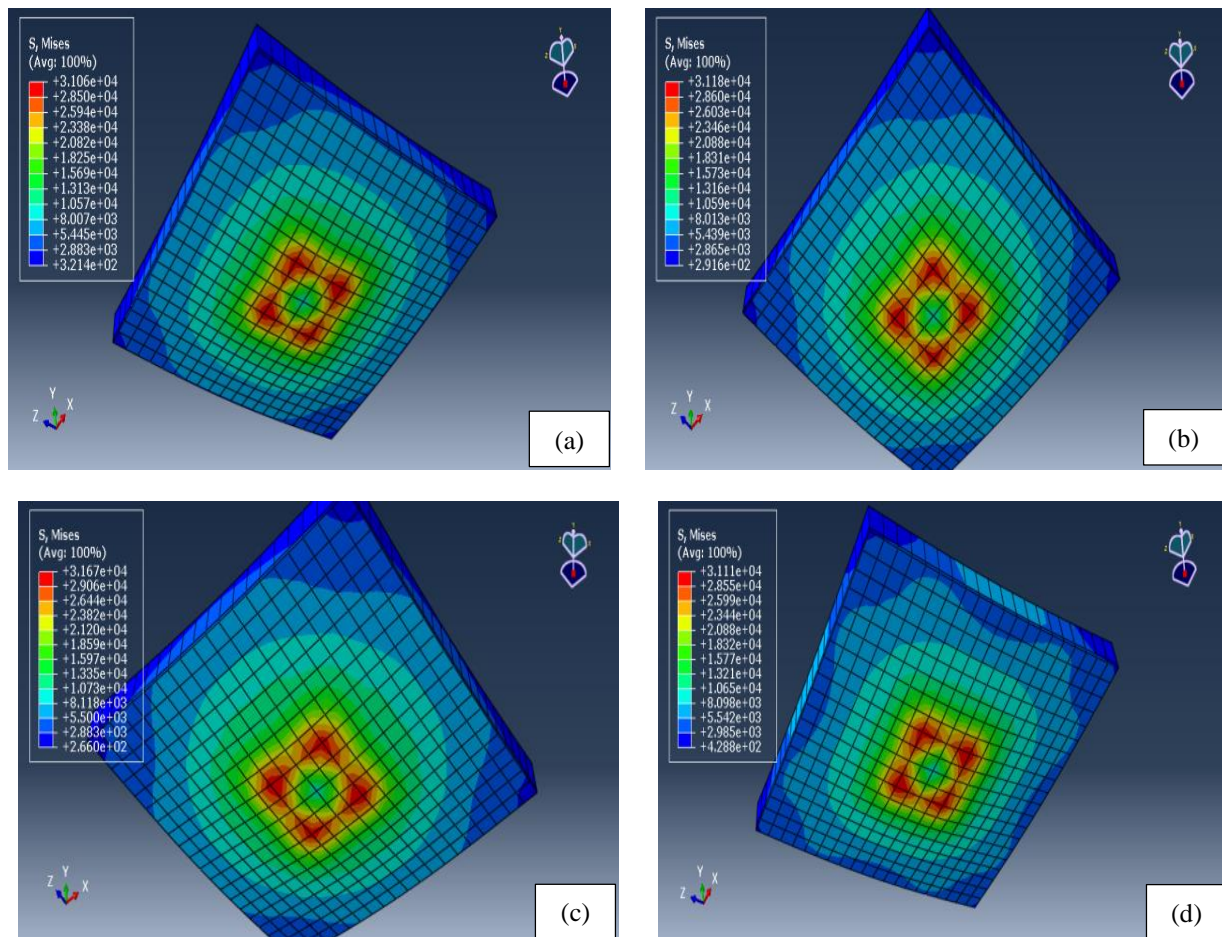 S, Mises
(Avg: 100%)
+3.106e+04
+2.850e+04
+2.594e+04
+2.338e+04
+2.082e+04
+1.825e+04
+1.569e+04
+1.313e+04
+1.057e+04
+8.007e+03
+5.445e+03
+2.883e+03
+3.214e+02
Y
Z X
(a)
S, Mises
(Avg: 100%)
+3.118e+04
+2.860e+04
+2.603e+04
+2.346e+04
+2.088e+04
+1.831e+04
+1.573e+04
+1.316e+04
+1.059e+04
+8.013e+03
+5.439e+03
+2.865e+03
+2.916e+02
Y
Z X
(b)
S, Mises
(Avg: 100%)
+3.167e+04
+2.906e+04
+2.644e+04
+2.382e+04
+2.120e+04
+1.859e+04
+1.597e+04
+1.335e+04
+1.073e+04
+8.118e+03
+5.500e+03
+2.883e+03
+2.660e+02
Y
Z X
(c)
S, Mises
(Avg: 100%)
+3.111e+04
+2.855e+04
+2.599e+04
+2.344e+04
+2.088e+04
+1.832e+04
+1.577e+04
+1.321e+04
+1.065e+04
+8.098e+03
+5.542e+03
+2.985e+03
+4.288e+02
Y
Z X
(d)